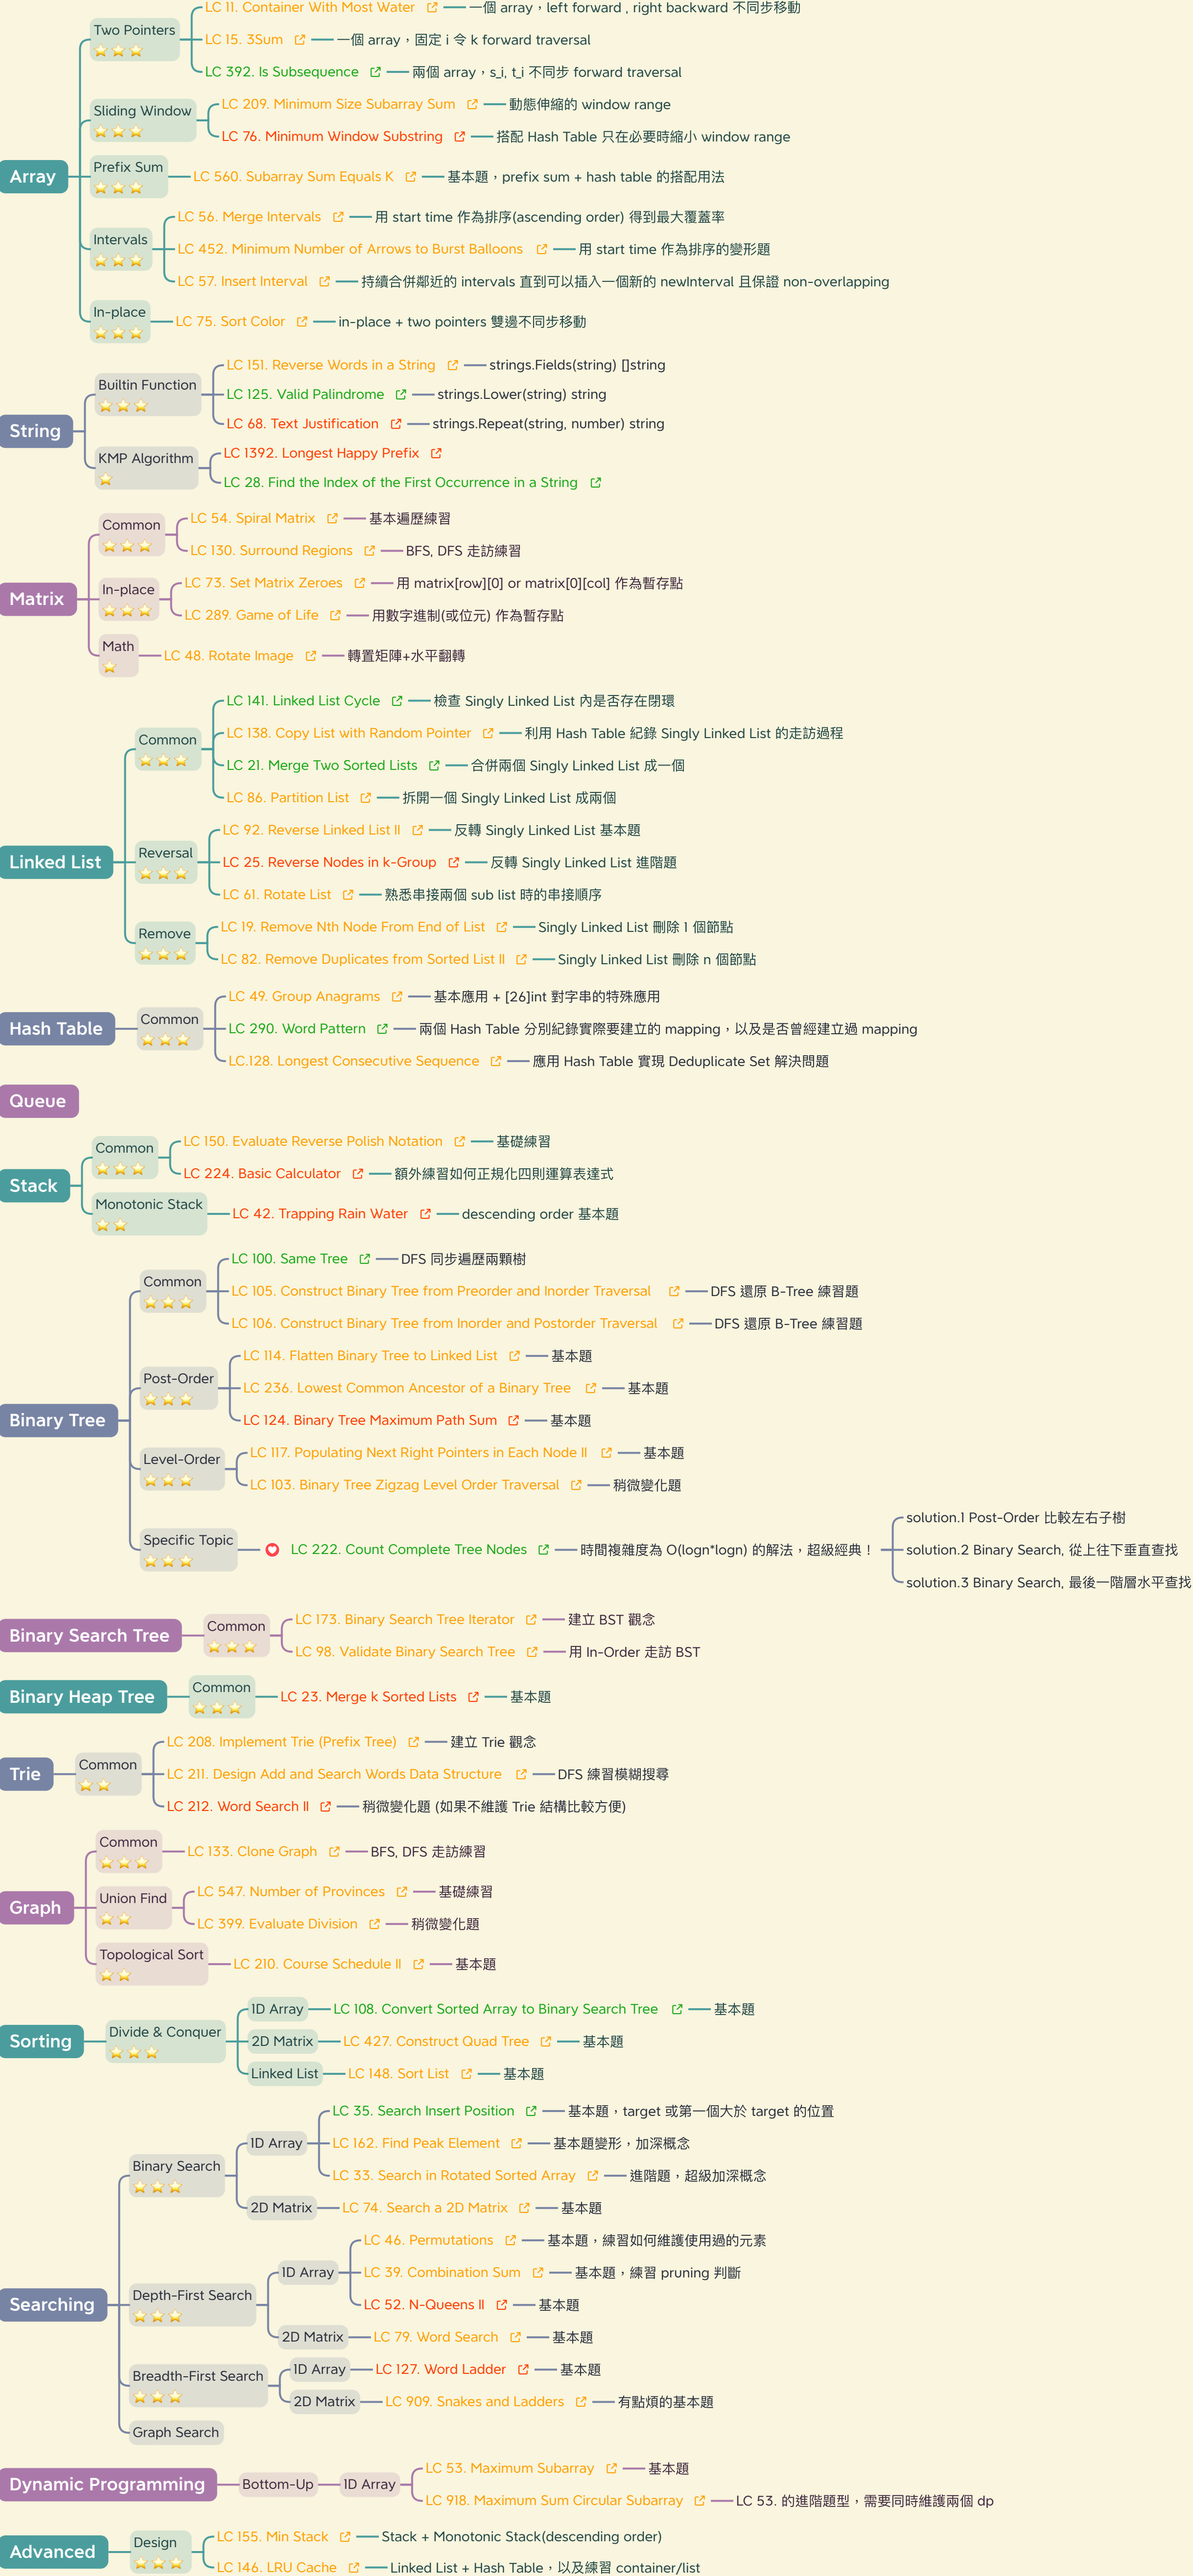 Array
Two Pointers
LC 11. Container With Most Water 一個 array，left forward , right backward 不同步移動
LC 15. 3Sum 一個 array，固定 i 令 k forward traversal
LC 392. Is Subsequence 兩個 array，s_i, t_i 不同步 forward traversal
Sliding Window
LC 209. Minimum Size Subarray Sum 動態伸縮的 window range
LC 76. Minimum Window Substring 搭配 Hash Table 只在必要時縮小 window range
Prefix Sum
LC 560. Subarray Sum Equals K 基本題，prefix sum + hash table 的搭配用法
Intervals
LC 56. Merge Intervals 用 start time 作為排序(ascending order) 得到最大覆蓋率
LC 452. Minimum Number of Arrows to Burst Balloons 用 start time 作為排序的變形題
LC 57. Insert Interval 持續合併鄰近的 intervals 直到可以插入一個新的 newInterval 且保證 non-overlapping
In-place
LC 75. Sort Color in-place + two pointers 雙邊不同步移動
String
Builtin Function
LC 151. Reverse Words in a String strings.Fields(string) []string
LC 125. Valid Palindrome strings.Lower(string) string
LC 68. Text Justification strings.Repeat(string, number) string
KMP Algorithm
LC 1392. Longest Happy Prefix
LC 28. Find the Index of the First Occurrence in a String
Matrix
Common
LC 54. Spiral Matrix 基本遍歷練習
LC 130. Surround Regions BFS, DFS 走訪練習
In-place
LC 73. Set Matrix Zeroes 用 matrix[row][0] or matrix[0][col] 作為暫存點
LC 289. Game of Life 用數字進制(或位元) 作為暫存點
Math
LC 48. Rotate Image 轉置矩陣+水平翻轉
Linked List
Common
LC 141. Linked List Cycle 檢查 Singly Linked List 內是否存在閉環
LC 138. Copy List with Random Pointer 利用 Hash Table 紀錄 Singly Linked List 的走訪過程
LC 21. Merge Two Sorted Lists 合併兩個 Singly Linked List 成一個
LC 86. Partition List 拆開一個 Singly Linked List 成兩個
Reversal
LC 92. Reverse Linked List II 反轉 Singly Linked List 基本題
LC 25. Reverse Nodes in k-Group 反轉 Singly Linked List 進階題
LC 61. Rotate List 熟悉串接兩個 sub list 時的串接順序
Remove
LC 19. Remove Nth Node From End of List Singly Linked List 刪除 1 個節點
LC 82. Remove Duplicates from Sorted List II Singly Linked List 刪除 n 個節點
Hash Table
Common
LC 49. Group Anagrams 基本應用 + [26]int 對字串的特殊應用
LC 290. Word Pattern 兩個 Hash Table 分別紀錄實際要建立的 mapping，以及是否曾經建立過 mapping
LC.128. Longest Consecutive Sequence 應用 Hash Table 實現 Deduplicate Set 解決問題
Queue
Stack
Common
LC 150. Evaluate Reverse Polish Notation 基礎練習
LC 224. Basic Calculator 額外練習如何正規化四則運算表達式
Monotonic Stack
LC 42. Trapping Rain Water descending order 基本題
Binary Tree
Common
LC 100. Same Tree DFS 同步遍歷兩顆樹
LC 105. Construct Binary Tree from Preorder and Inorder Traversal DFS 還原 B-Tree 練習題
LC 106. Construct Binary Tree from Inorder and Postorder Traversal DFS 還原 B-Tree 練習題
Post-Order
LC 114. Flatten Binary Tree to Linked List 基本題
LC 236. Lowest Common Ancestor of a Binary Tree 基本題
LC 124. Binary Tree Maximum Path Sum 基本題
Level-Order
LC 117. Populating Next Right Pointers in Each Node II 基本題
LC 103. Binary Tree Zigzag Level Order Traversal 稍微變化題
Specific Topic
LC 222. Count Complete Tree Nodes 時間複雜度為 O(logn*logn) 的解法，超級經典！
solution.1 Post-Order 比較左右子樹
solution.2 Binary Search, 從上往下垂直查找
solution.3 Binary Search, 最後一階層水平查找
Binary Search Tree
Common
LC 173. Binary Search Tree Iterator 建立 BST 觀念
LC 98. Validate Binary Search Tree 用 In-Order 走訪 BST
Binary Heap Tree
Common
LC 23. Merge k Sorted Lists 基本題
Trie
Common
LC 208. Implement Trie (Prefix Tree) 建立 Trie 觀念
LC 211. Design Add and Search Words Data Structure DFS 練習模糊搜尋
LC 212. Word Search II 稍微變化題 (如果不維護 Trie 結構比較方便)
Graph
Common
LC 133. Clone Graph BFS, DFS 走訪練習
Union Find
LC 547. Number of Provinces 基礎練習
LC 399. Evaluate Division 稍微變化題
Topological Sort
LC 210. Course Schedule II 基本題
Sorting
Divide & Conquer
1D Array LC 108. Convert Sorted Array to Binary Search Tree 基本題
2D Matrix LC 427. Construct Quad Tree 基本題
Linked List LC 148. Sort List 基本題
Searching
Binary Search
1D Array
LC 35. Search Insert Position 基本題，target 或第一個大於 target 的位置
LC 162. Find Peak Element 基本題變形，加深概念
LC 33. Search in Rotated Sorted Array 進階題，超級加深概念
2D Matrix LC 74. Search a 2D Matrix 基本題
Depth-First Search
1D Array
LC 46. Permutations 基本題，練習如何維護使用過的元素
LC 39. Combination Sum 基本題，練習 pruning 判斷
LC 52. N-Queens II 基本題
2D Matrix LC 79. Word Search 基本題
Breadth-First Search
1D Array LC 127. Word Ladder 基本題
2D Matrix LC 909. Snakes and Ladders 有點煩的基本題
Graph Search
Dynamic Programming
Bottom-Up
1D Array
LC 53. Maximum Subarray 基本題
LC 918. Maximum Sum Circular Subarray LC 53. 的進階題型，需要同時維護兩個 dp
Advanced
Design
LC 155. Min Stack Stack + Monotonic Stack(descending order)
LC 146. LRU Cache Linked List + Hash Table，以及練習 container/list